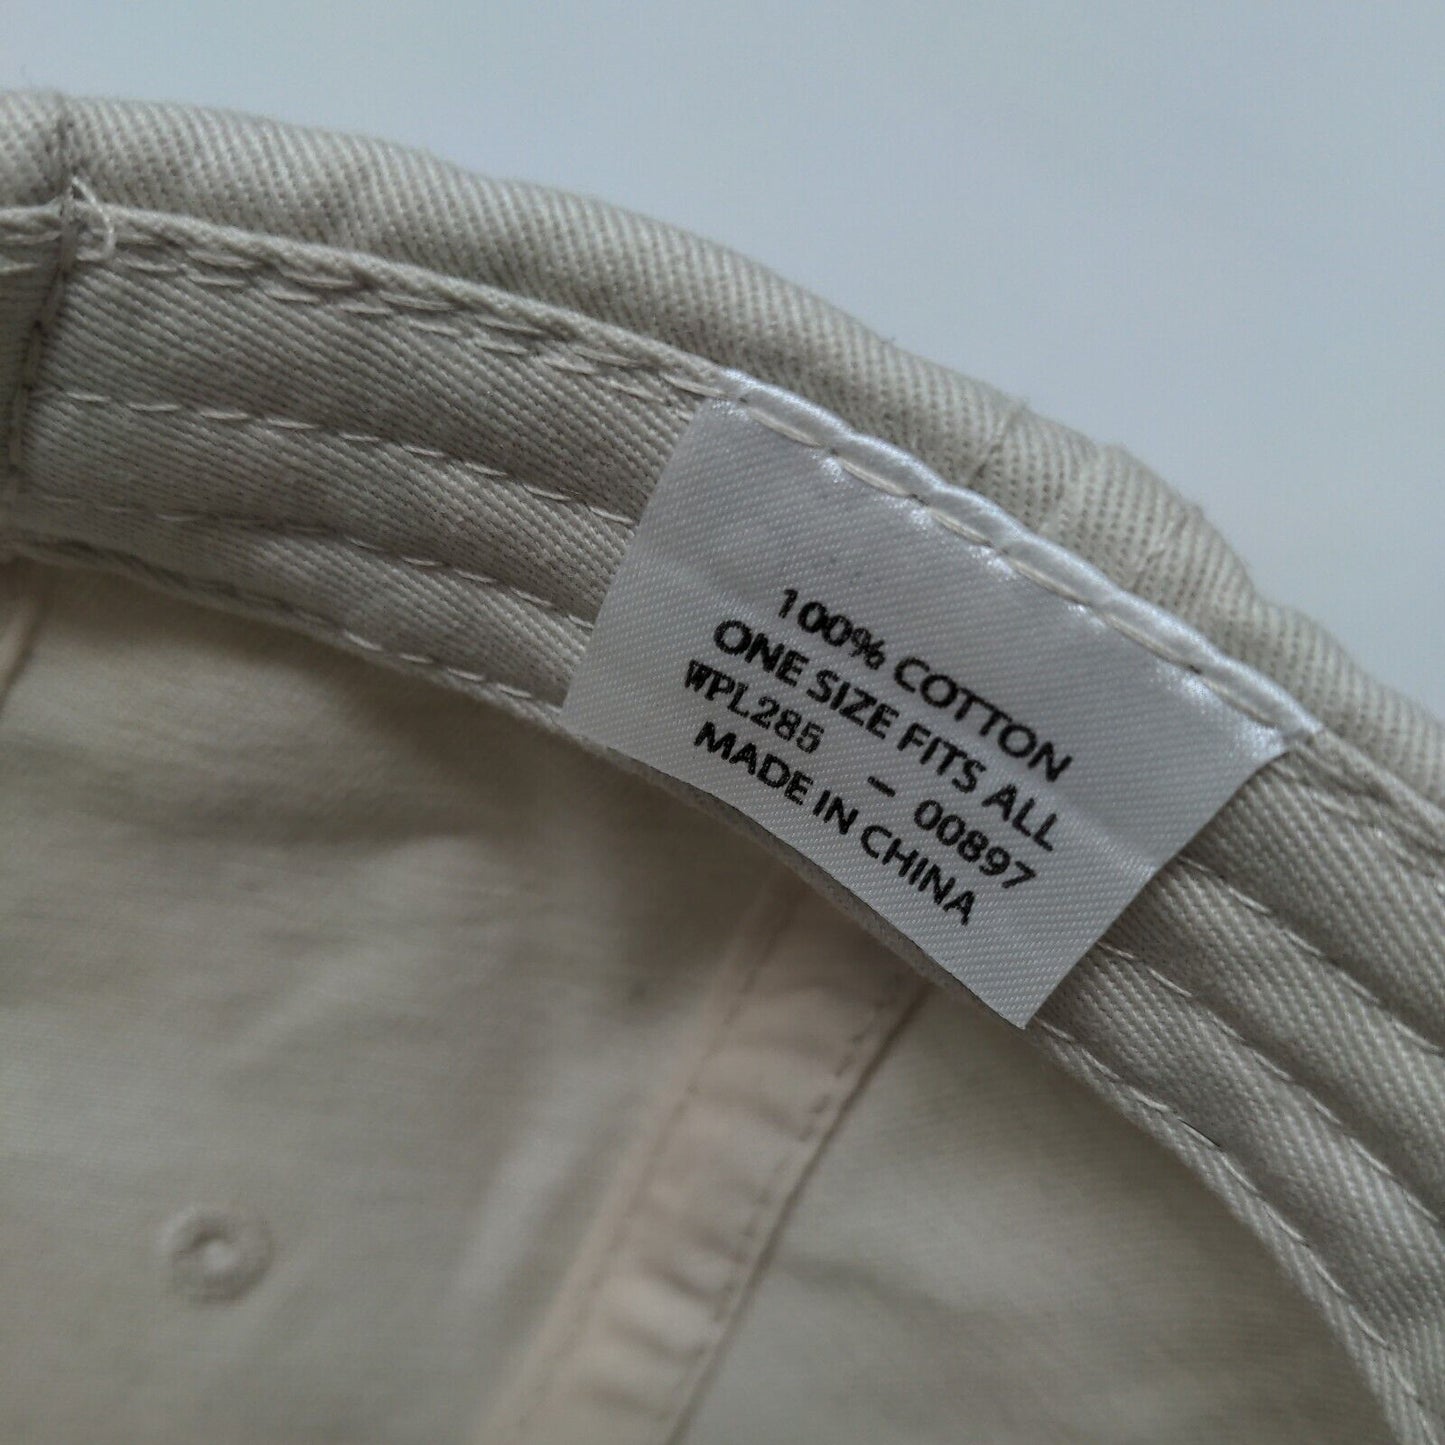 100% COTTON
ONE SIZE FITS ALL
WPL285 – 00897
MADE IN CHINA